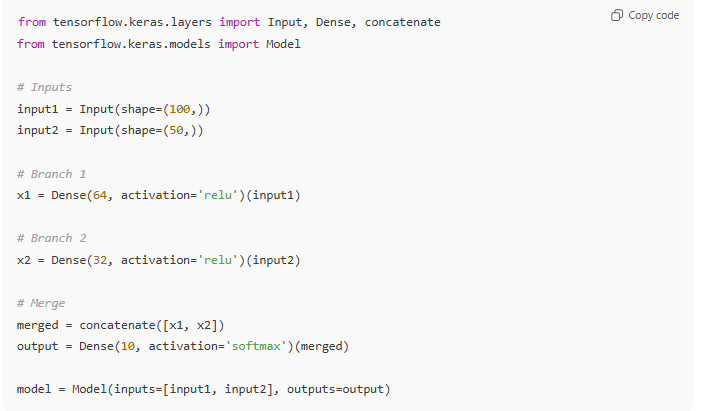 Copy code
from tensorflow.keras.layers import Input, Dense, concatenate
from tensorflow.keras.models import Model
# Inputs
input1 = Input(shape=(100,))
input2 = Input(shape=(50,))
# Branch 1
x1 = Dense(64, activation='relu')(input1)
# Branch 2
x2 = Dense(32, activation='relu')(input2)
# Merge
merged = concatenate([x1, x2])
output = Dense(10, activation='softmax')(merged)
model = Model(inputs=[input1, input2], outputs=output)